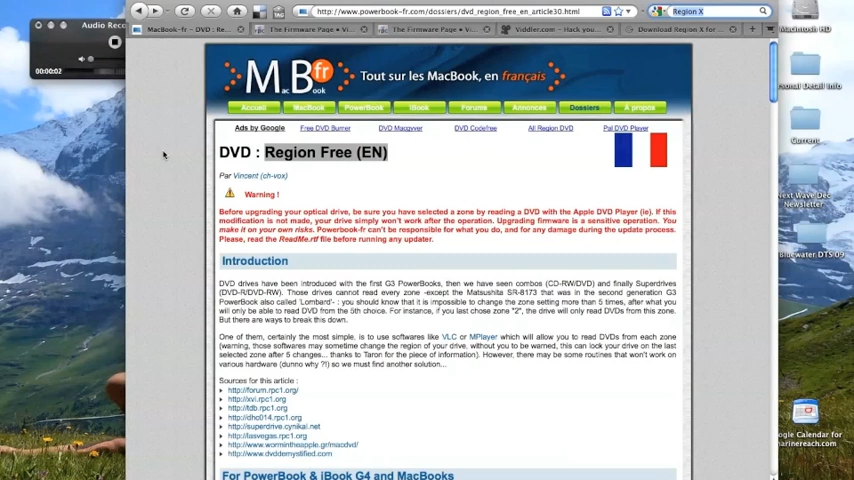 http://www.powerbook-fr.com/dossiers/dvd_region_free_en_article30.html
Region X
Macintosh HD
MacBook-fr – DVD : Re...
The Firmware Page • Vi...
The Firmware Page • Vi...
Viddler.com - Hack you...
Download Region X for ...
Audio Reco
00:00:02
MacBook fr
Tout sur les MacBook, en français
Accueil MacBook PowerBook iBook Forums Annonces Dossiers À propos
Ads by Google Free DVD Burner DVD Macgyver DVD Codefree All Region DVD Pal DVD Player
DVD : Region Free (EN)
Par Vincent (ch-vox)
Warning !
Before upgrading your optical drive, be sure you have selected a zone by reading a DVD with the Apple DVD Player (ie). If this
modification is not made, your drive simply won't work after the operation. Upgrading firmware is a sensitive operation. You
make it on your own risks. Powerbook-fr can't be responsible for what you do, and for any damage during the update process.
Please, read the ReadMe.rtf file before running any updater.
Introduction
DVD drives have been introduced with the first G3 PowerBooks, then we have seen combos (CD-RW/DVD) and finally Superdrives
(DVD-R/DVD-RW). Those drives cannot read every zone -except the Matsushita SR-8173 that was in the second generation G3
PowerBook also called 'Lombard'- : you should know that it is impossible to change the zone setting more than 5 times, after what you
will only be able to read DVD from the 5th choice. For instance, if you last chose zone "2", the drive will only read DVDs from this zone.
But there are ways to break this down.
One of them, certainly the most simple, is to use softwares like VLC or MPlayer which will allow you to read DVDs from each zone
(warning, those softwares may sometime change the region of your drive, without you to be warned, this can lock your drive on the last
selected zone after 5 changes... thanks to Taron for the piece of information). However, there may be some routines that won't work on
various hardware (dunno why ?!) so we must find another solution...
Sources for this article :
http://forum.rpc1.org/
http://xvi.rpc1.org/
http://tdb.rpc1.org
http://dhc014.rpc1.org
http://superdrive.cynikal.net
http://lasvegas.rpc1.org
http://www.wormintheapple.gr/macdvd/
http://www.dvddemystified.com
For PowerBook & iBook G4 and MacBooks
rsonal Detail Info
Current
Next Wave Dec
Newsletter
Bluewater DTS'09
Google Calendar for
marinereach.com